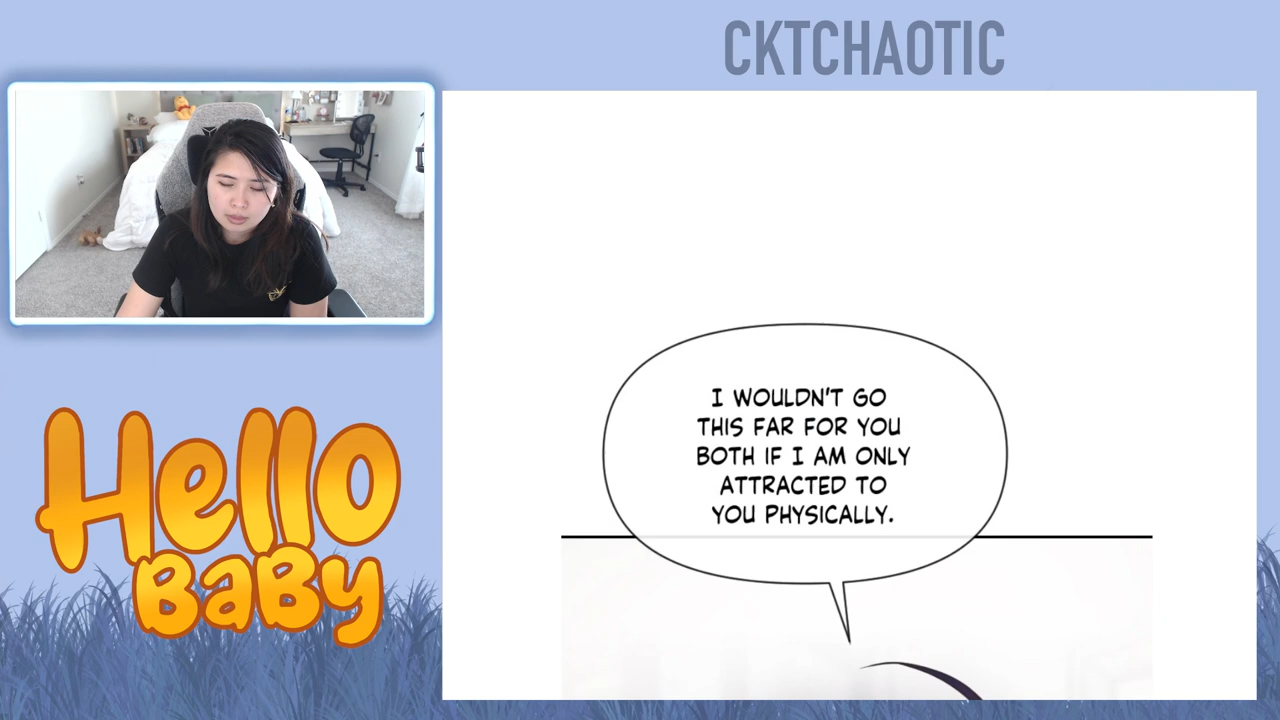 CKTCHAOTIC
I WOULDN'T GO
THIS FAR FOR YOU
BOTH IF I AM ONLY
ATTRACTED TO
YOU PHYSICALLY.
Hello
BaBy